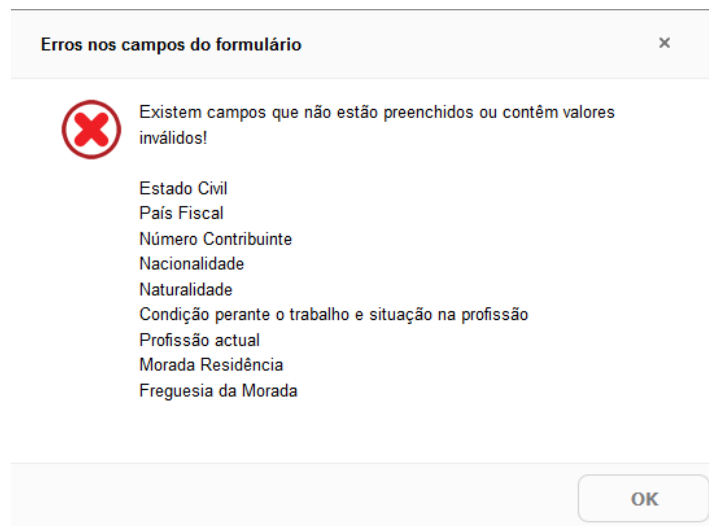 Erros nos campos do formulário
×
Existem campos que não estão preenchidos ou contêm valores
inválidos!
Estado Civil
País Fiscal
Número Contribuinte
Nacionalidade
Naturalidade
Condição perante o trabalho e situação na profissão
Profissão actual
Morada Residência
Freguesia da Morada
OK